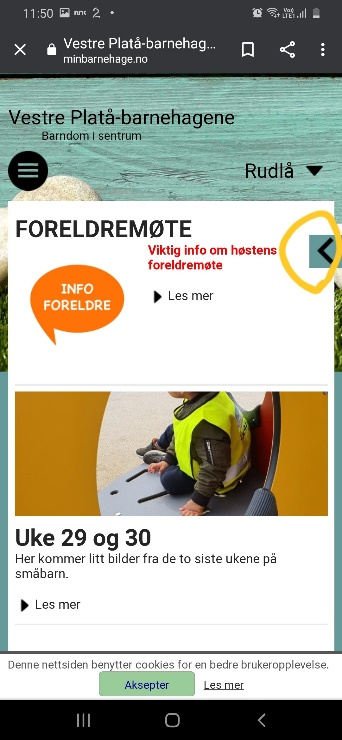 11:50
Vestre Platå-barnehag...
minbarnehage.no
Vestre Platå-barnehagene
Barndom i sentrum
Rudlå
FORELDREMØTE
Viktig info om høstens
foreldremøte
INFO
FORELDRE
Les mer
Uke 29 og 30
Her kommer litt bilder fra de to siste ukene på
småbarn.
Les mer
Denne nettsiden benytter cookies for en bedre brukeropplevelse.
Aksepter Les mer